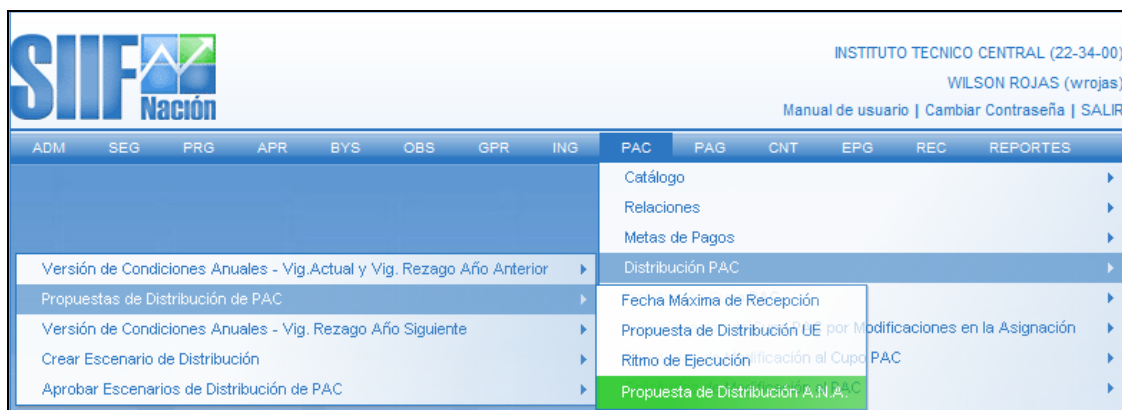 SIIF Nación
INSTITUTO TECNICO CENTRAL (22-34-00)
WILSON ROJAS (wrojas)
Manual de usuario | Cambiar Contraseña | SALIR
ADM SEG PRG APR BYS OBS GPR ING PAC PAG CNT EPG REC REPORTES
Catálogo
Relaciones
Metas de Pagos
Distribución PAC
Versión de Condiciones Anuales - Vig.Actual y Vig. Rezago Año Anterior
Propuestas de Distribución de PAC
Versión de Condiciones Anuales - Vig. Rezago Año Siguiente
Crear Escenario de Distribución
Aprobar Escenarios de Distribución de PAC
Fecha Máxima de Recepción
Propuesta de Distribución UE
Ritmo de Ejecución
Propuesta de Distribución A.N.A.
por Modificaciones en la Asignación
al Cupo PAC
PAC